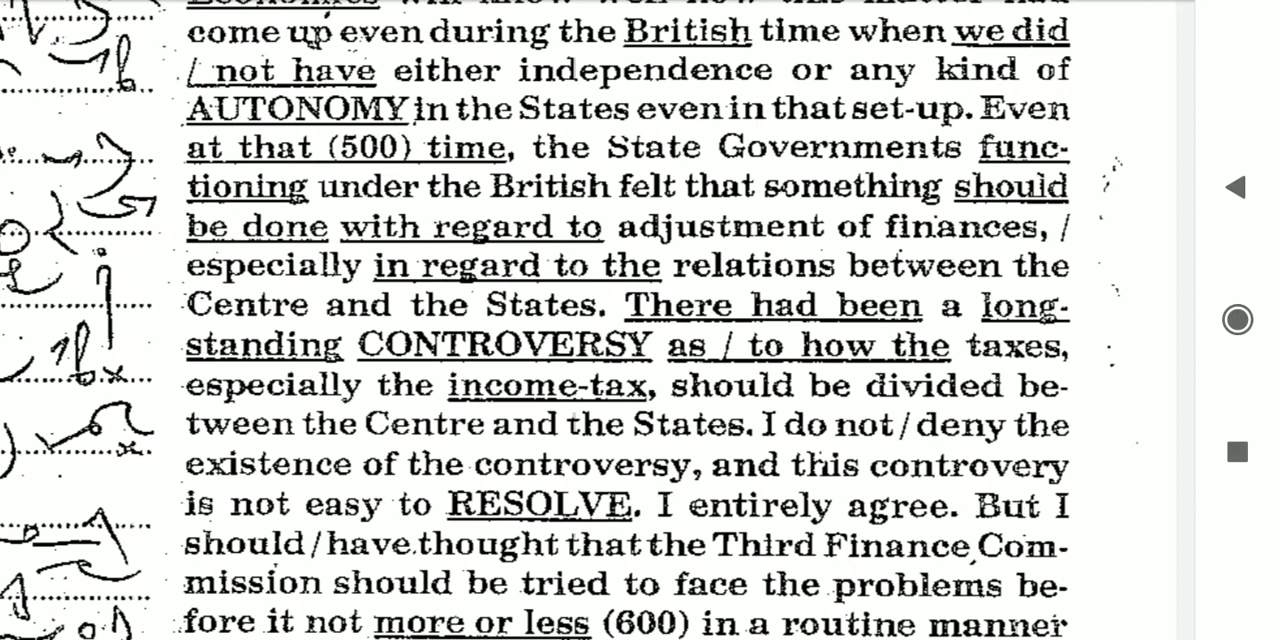 come up even during the British time when we did
/ not have either independence or any kind of
AUTONOMY in the States even in that set-up. Even
at that (500) time, the State Governments func-
tioning under the British felt that something should
be done with regard to adjustment of finances, /
especially in regard to the relations between the
Centre and the States. There had been a long-
standing CONTROVERSY as / to how the taxes,
especially the income-tax, should be divided be-
tween the Centre and the States. I do not / deny the
existence of the controversy, and this controvery
is not easy to RESOLVE. I entirely agree. But I
should / have thought that the Third Finance Com-
mission should be tried to face the problems be-
fore it not more or less (600) in a routine manner